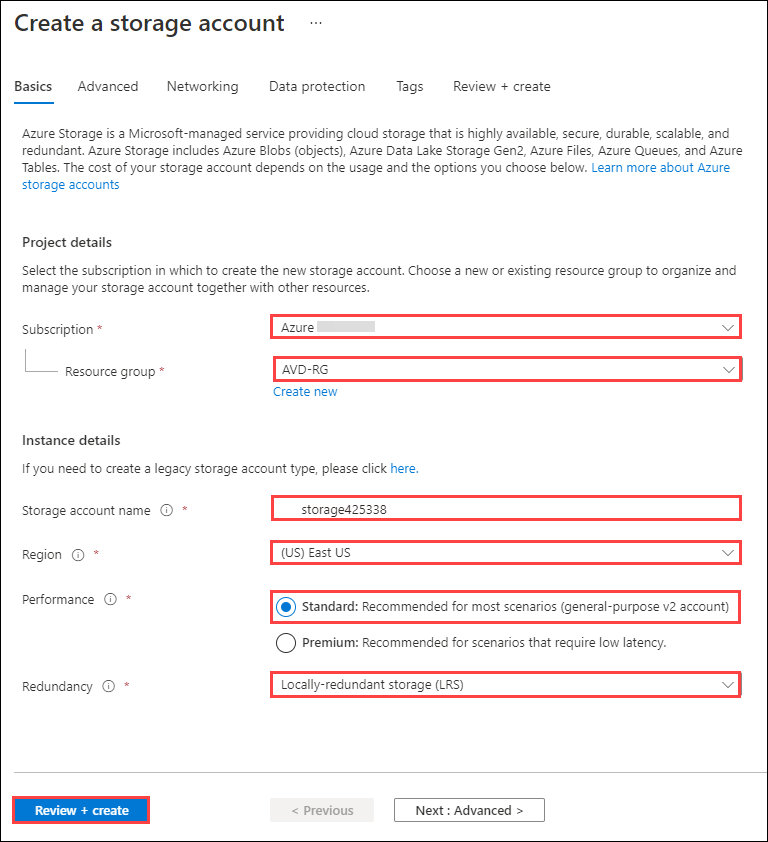 Create a storage account ...
Basics Advanced Networking Data protection Tags Review + create
Azure Storage is a Microsoft-managed service providing cloud storage that is highly available, secure, durable, scalable, and
redundant. Azure Storage includes Azure Blobs (objects), Azure Data Lake Storage Gen2, Azure Files, Azure Queues, and Azure
Tables. The cost of your storage account depends on the usage and the options you choose below. Learn more about Azure
storage accounts
Project details
Select the subscription in which to create the new storage account. Choose a new or existing resource group to organize and
manage your storage account together with other resources.
Subscription * Azure
Resource group * AVD-RG
Create new
Instance details
If you need to create a legacy storage account type, please click here.
Storage account name * storage425338
Region * (US) East US
Performance * Standard: Recommended for most scenarios (general-purpose v2 account)
Premium: Recommended for scenarios that require low latency.
Redundancy * Locally-redundant storage (LRS)
Review + create < Previous Next : Advanced >